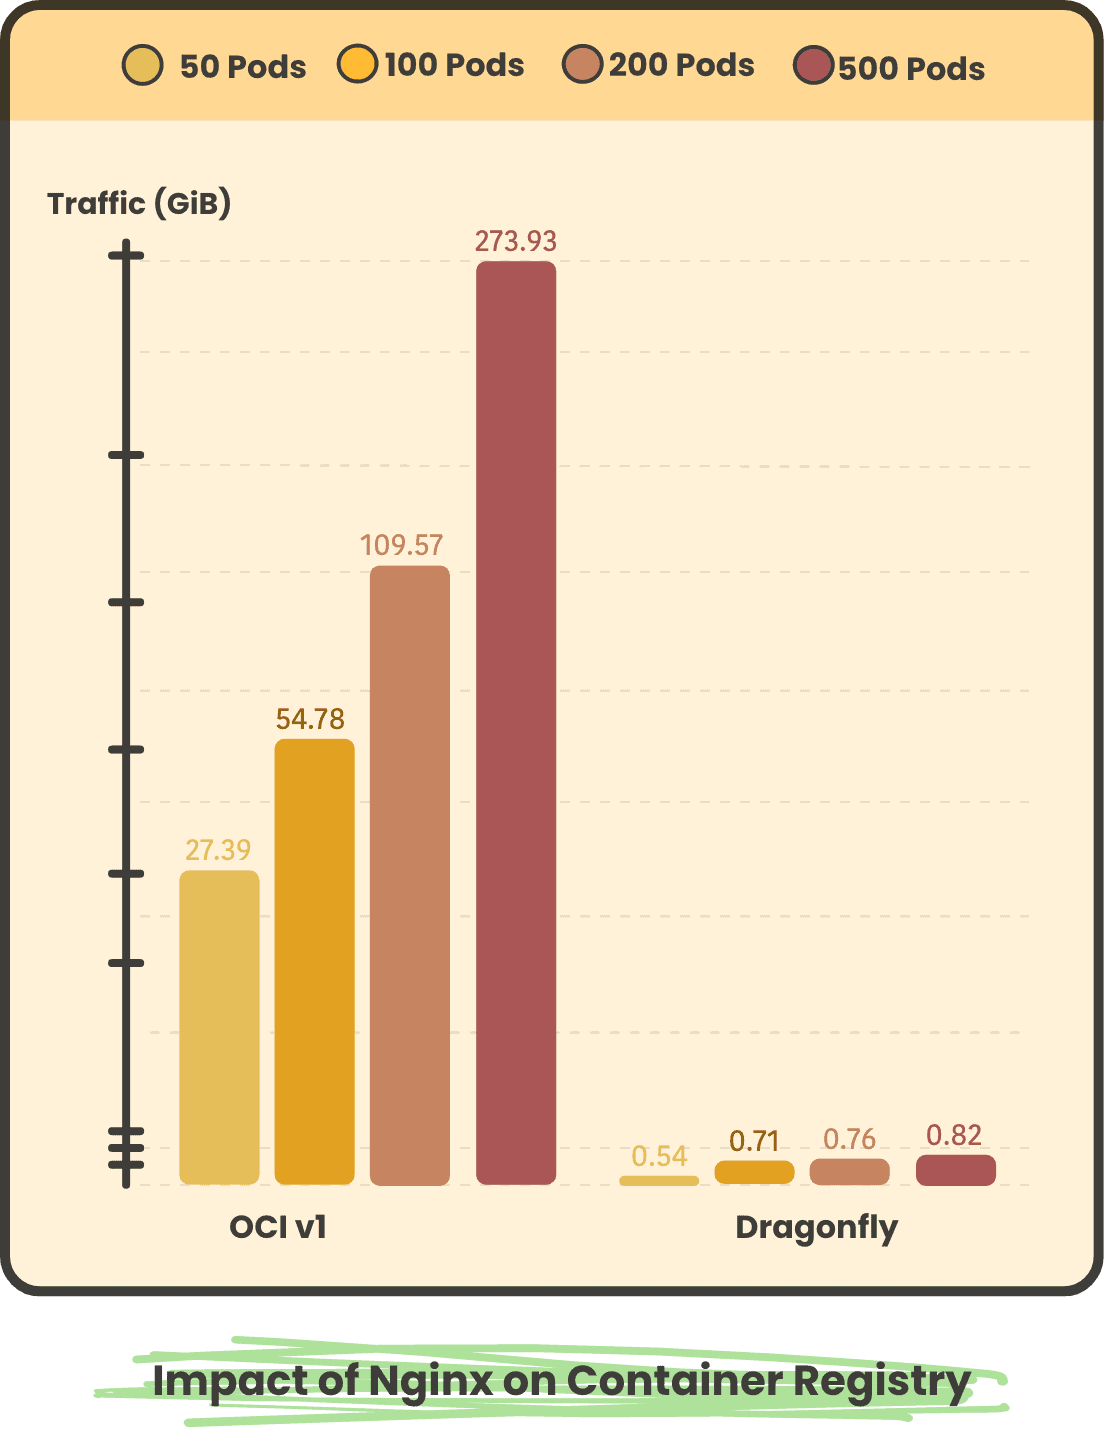 50 Pods 100 Pods 200 Pods 500 Pods
Traffic (GiB)
273.93
109.57
54.78
27.39
0.54 0.71 0.76 0.82
OCI v1 Dragonfly
Impact of Nginx on Container Registry